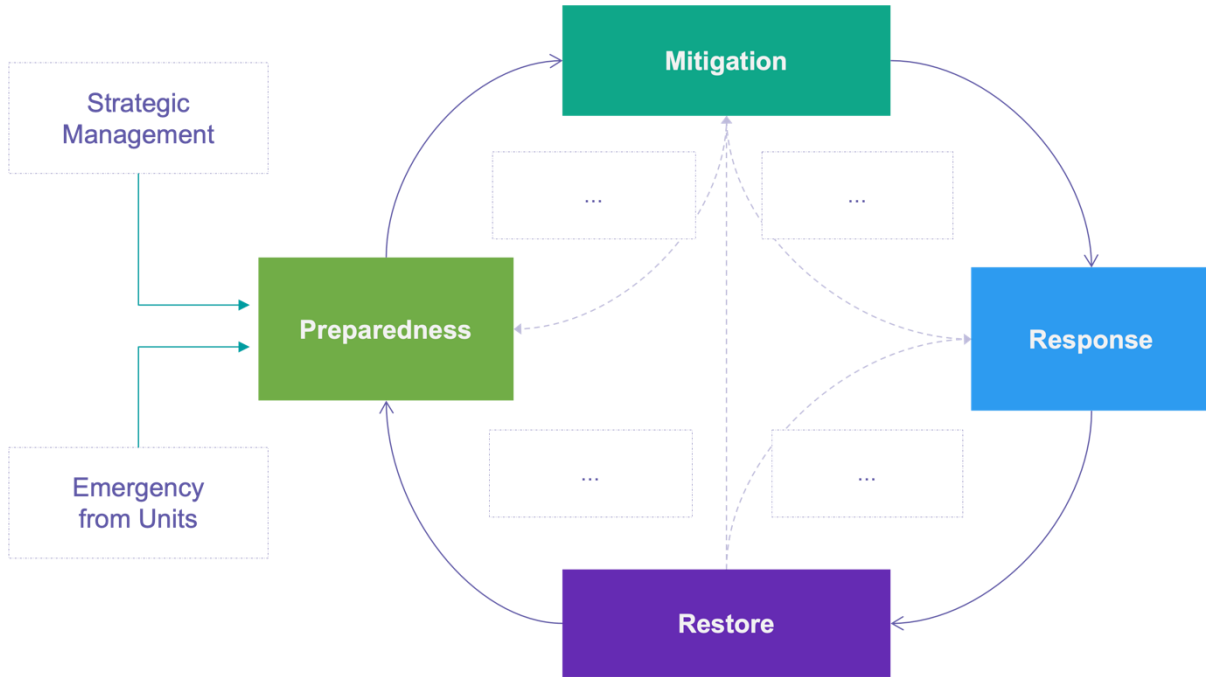 Mitigation
Strategic
Management
...
...
Preparedness
Response
...
...
Emergency
from Units
Restore